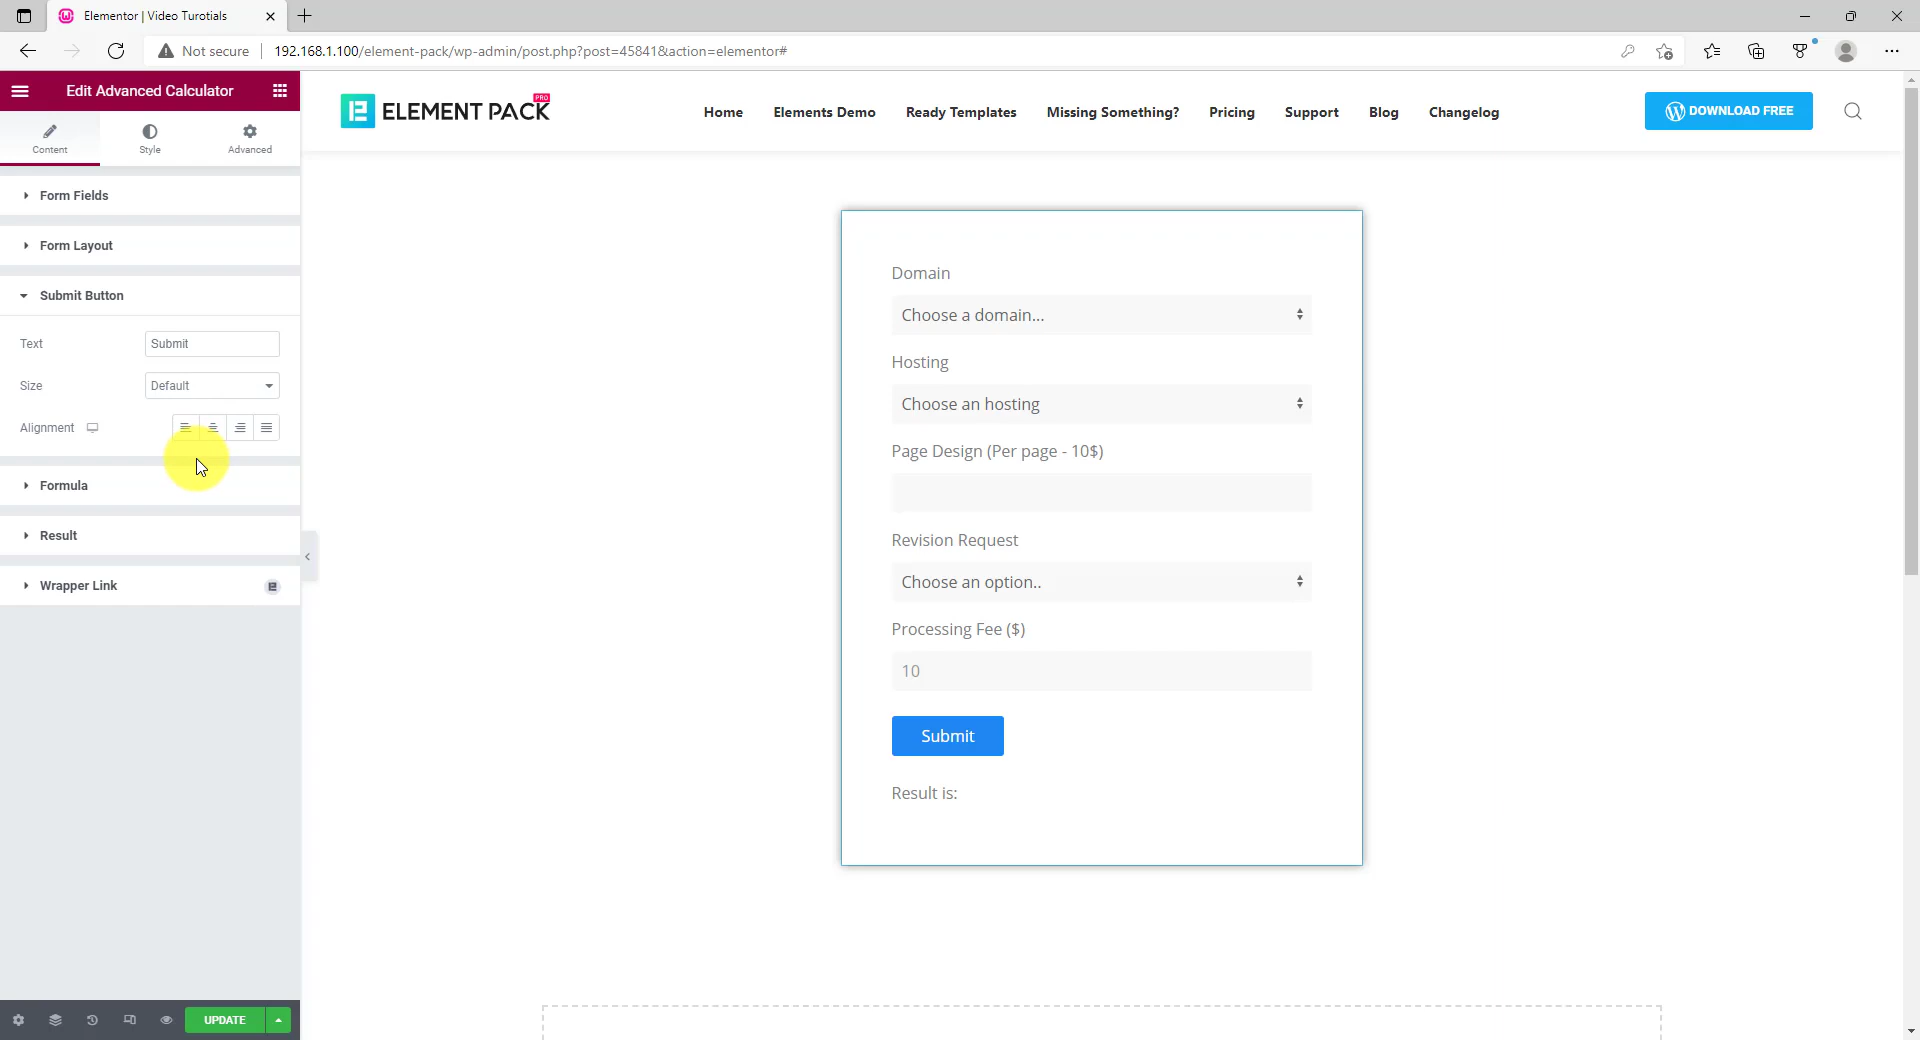 Elementor | Video Turotials
Not secure
192.168.1.100/element-pack/wp-admin/post.php?post=45841&action=elementor#
Edit Advanced Calculator
Content
Style
Advanced
Form Fields
Form Layout
Submit Button
Text
Submit
Size
Default
Alignment
Formula
Result
Wrapper Link
UPDATE
ELEMENT PACK
PRO
Home
Elements Demo
Ready Templates
Missing Something?
Pricing
Support
Blog
Changelog
DOWNLOAD FREE
Domain
Choose a domain...
Hosting
Choose an hosting
Page Design (Per page - 10$)
Revision Request
Choose an option..
Processing Fee ($)
10
Submit
Result is: